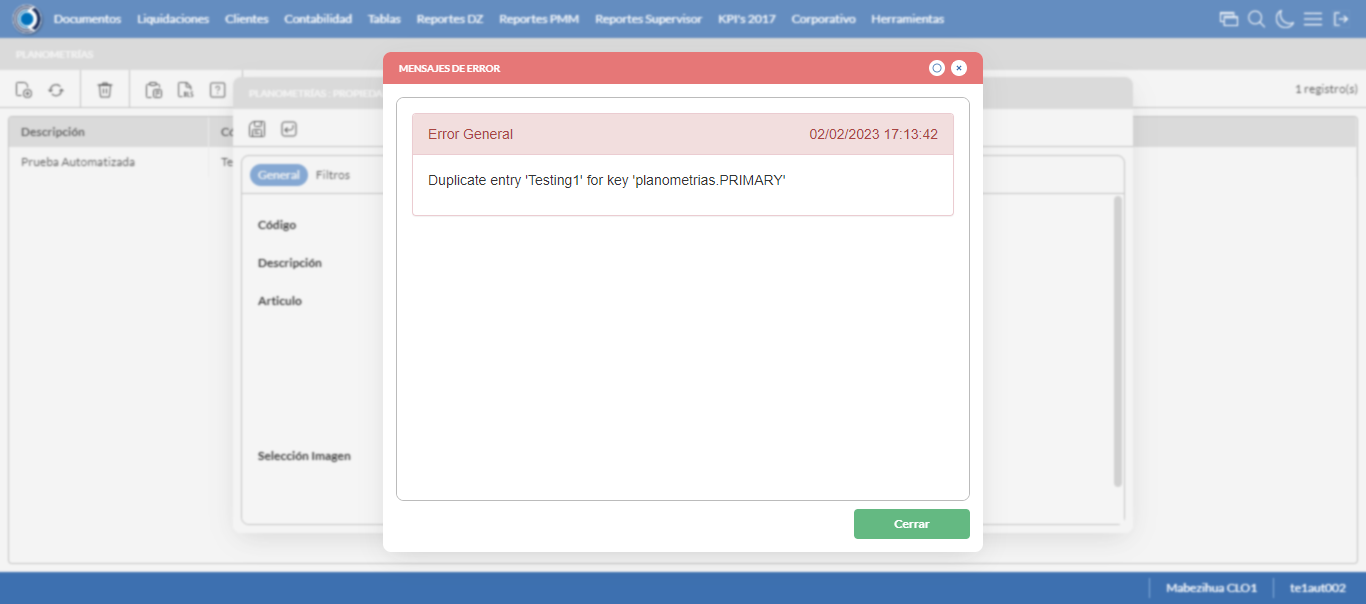 Documentos Liquidaciones Clientes Contabilidad Tablas Reportes DZ Reportes PMM Reportes Supervisor KPI's 2017 Corporativo Herramientas
PLANOMETRÍAS
1 registro(s)
PLANOMETRÍAS : PROPIEDA
MENSAJES DE ERROR
Error General 02/02/2023 17:13:42
Duplicate entry 'Testing1' for key 'planometrias.PRIMARY'
Descripción Co
Prueba Automatizada Te
General Filtros
Código
Descripción
Articulo
Selección Imagen
Cerrar
Mabezihua CLO1 te1aut002